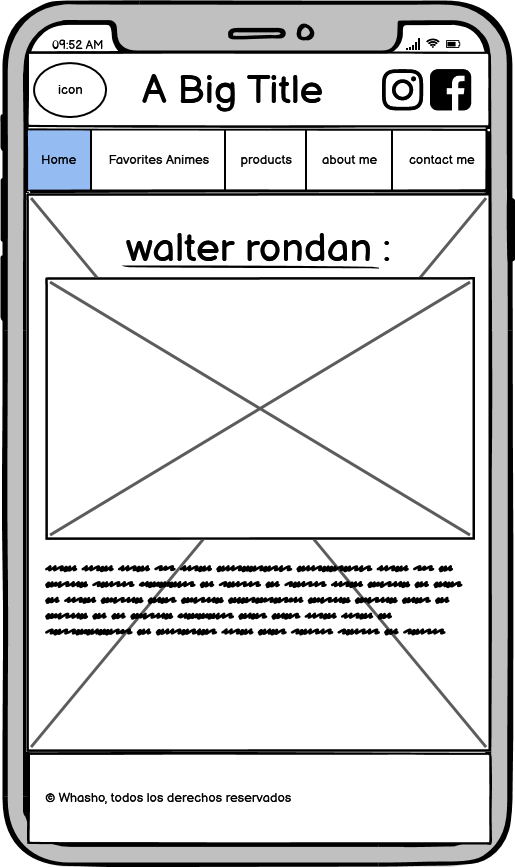 09:52 AM
icon
A Big Title
Home
Favorites Animes
products
about me
contact me
walter rondan :
© Whasho, todos los derechos reservados